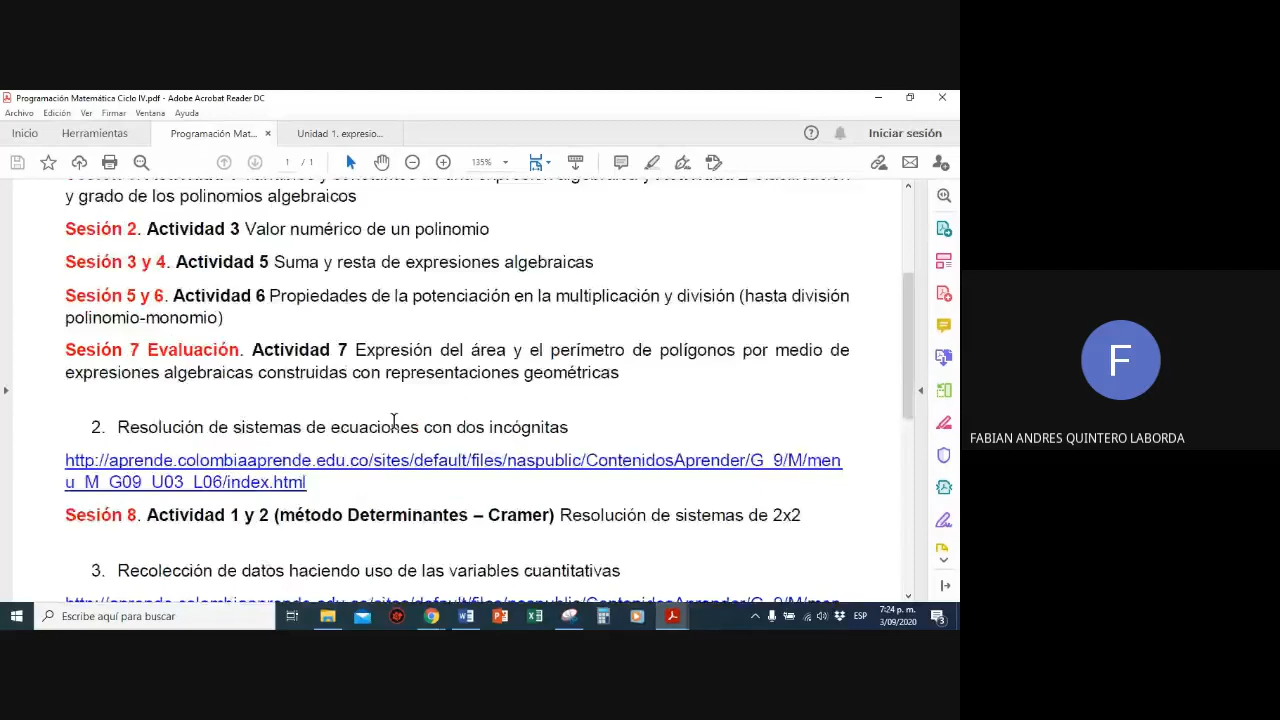 Programación Matemática Ciclo IV.pdf - Adobe Acrobat Reader DC
Archivo Edición Ver Firmar Ventana Ayuda
Inicio Herramientas Programación Mat... × Unidad 1. expresio... Iniciar sesión
1 / 1 135%
y grado de los polinomios algebraicos
Sesión 2. Actividad 3 Valor numérico de un polinomio
Sesión 3 y 4. Actividad 5 Suma y resta de expresiones algebraicas
Sesión 5 y 6. Actividad 6 Propiedades de la potenciación en la multiplicación y división (hasta división
polinomio-monomio)
Sesión 7 Evaluación. Actividad 7 Expresión del área y el perímetro de polígonos por medio de
expresiones algebraicas construidas con representaciones geométricas
2. Resolución de sistemas de ecuaciones con dos incógnitas
http://aprende.colombiaaprende.edu.co/sites/default/files/naspublic/ContenidosAprender/G_9/M/men
u_M_G09_U03_L06/index.html
Sesión 8. Actividad 1 y 2 (método Determinantes – Cramer) Resolución de sistemas de 2x2
3. Recolección de datos haciendo uso de las variables cuantitativas
Escribe aquí para buscar
ESP
7:24 p. m.
3/09/2020
3
F
FABIAN ANDRES QUINTERO LABORDA